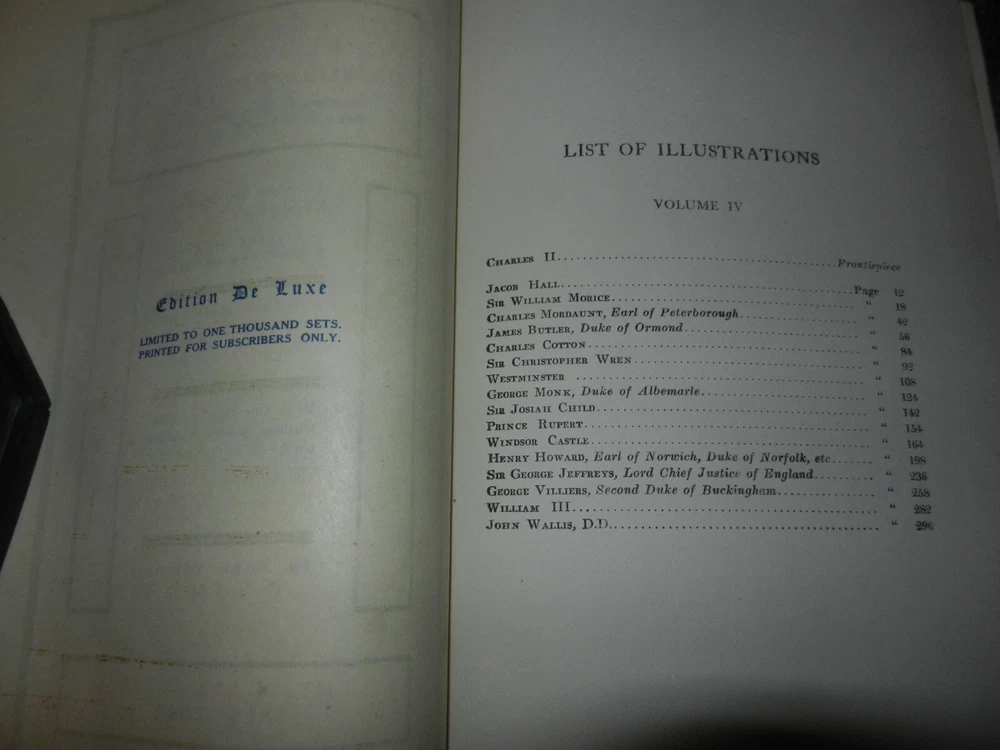 Edition De Luxe
LIMITED TO ONE THOUSAND SETS.
PRINTED FOR SUBSCRIBERS ONLY.
LIST OF ILLUSTRATIONS
VOLUME IV
CHARLES II.......................................Frontispiece
JACOB HALL.......................................Page 12
SIR WILLIAM MORICE.......................................“ 18
CHARLES MORDAUNT, Earl of Peterborough.......................“ 42
JAMES BUTLER, Duke of Ormond.......................“ 56
CHARLES COTTON.......................................“ 84
SIR CHRISTOPHER WREN.......................................“ 92
WESTMINSTER .......................................“ 108
GEORGE MONK, Duke of Albemarle.......................“ 124
SIR JOSIAH CHILD.......................................“ 142
PRINCE RUPERT.......................................“ 154
WINDSOR CASTLE.......................................“ 164
HENRY HOWARD, Earl of Norwich, Duke of Norfolk, etc.......“ 198
SIR GEORGE JEFFREYS, Lord Chief Justice of England.........“ 236
GEORGE VILLIERS, Second Duke of Buckingham..............“ 258
WILLIAM III.......................................“ 282
JOHN WALLIS, D.D.......................................“ 296